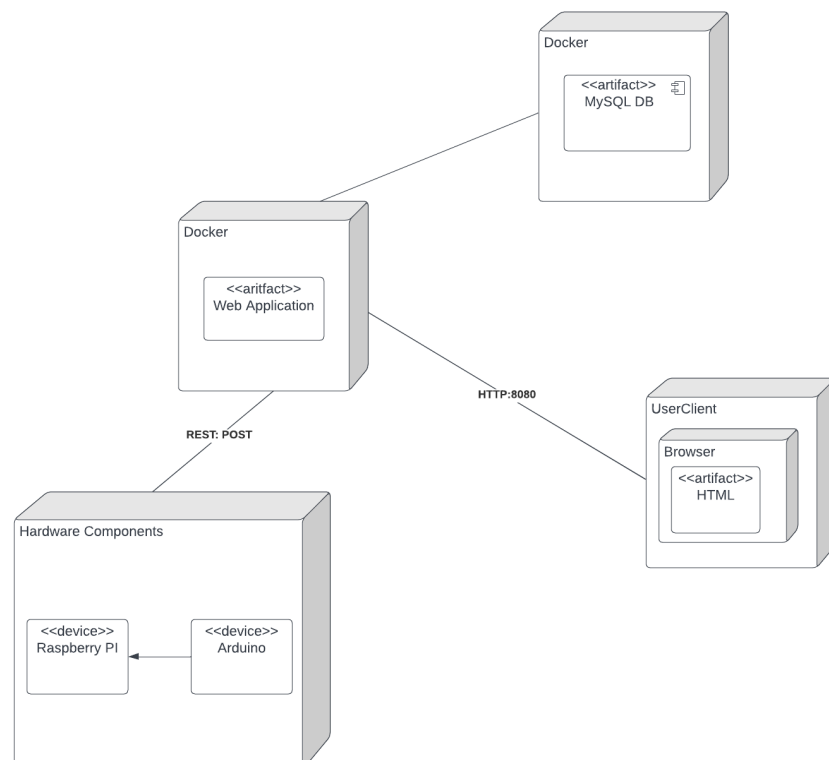 Docker
<<artifact>>
MySQL DB
Docker
<<aritfact>>
Web Application
HTTP:8080
UserClient
Browser
<<artifact>>
HTML
REST: POST
Hardware Components
<<device>>
Raspberry PI
<<device>>
Arduino